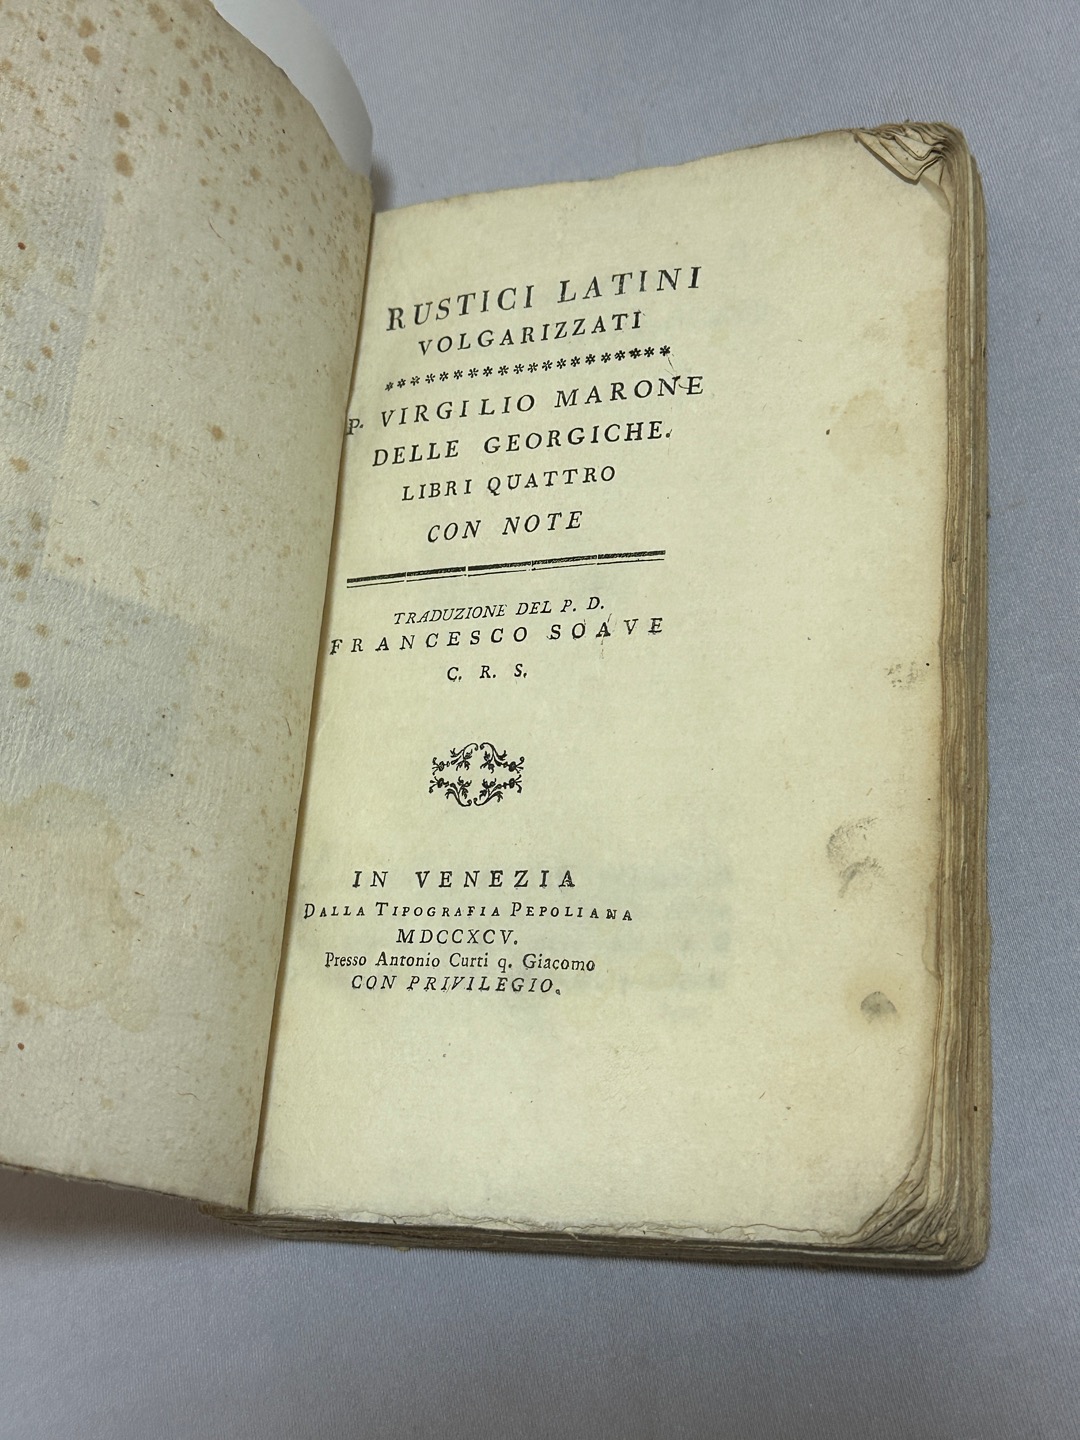 RUSTICI LATINI
VOLGARIZZATI
********************
P. VIRGILIO MARONE
DELLE GEORGICHE.
LIBRI QUATTRO
CON NOTE
TRADUZIONE DEL P. D.
FRANCESCO SOAVE
C. R. S.
IN VENEZIA
DALLA TIPOGRAFIA PEPOLIANA
MDCCXCV.
Presso Antonio Curti q. Giacomo
CON PRIVILEGIO.